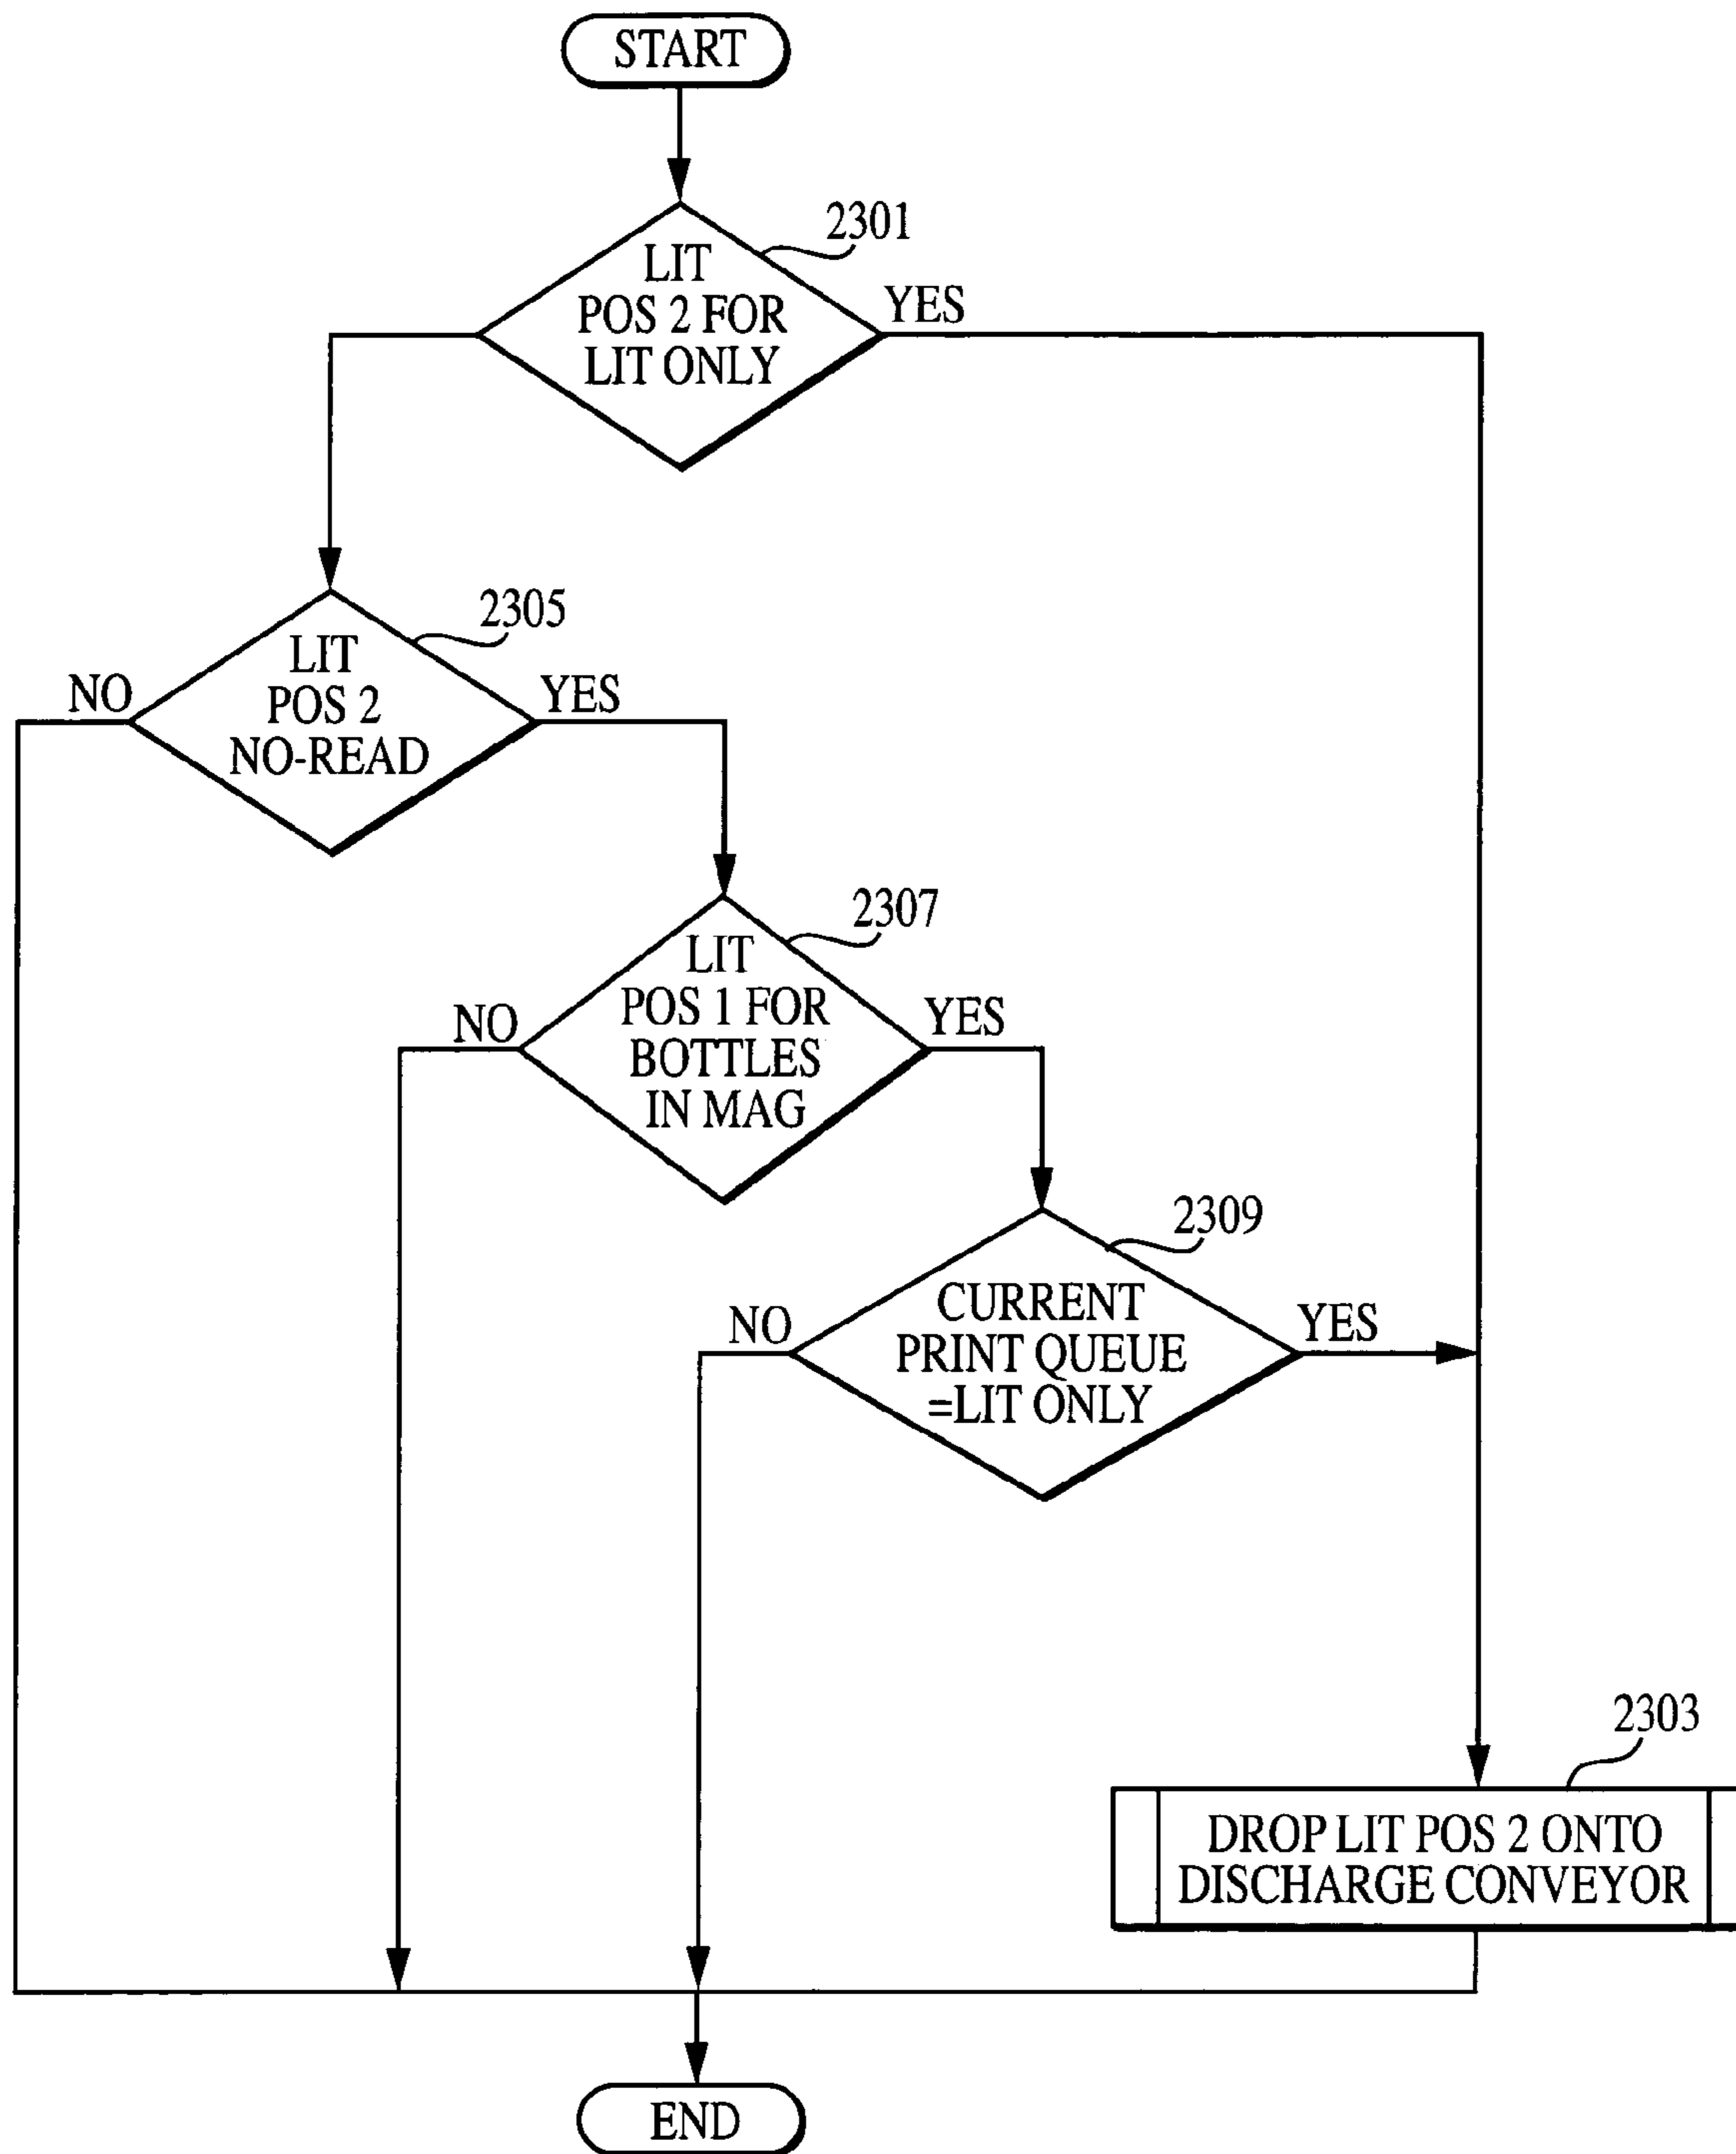 START
2301
LIT
POS 2 FOR
LIT ONLY
YES
2305
LIT
POS 2
NO-READ
NO
YES
2307
LIT
POS 1 FOR
BOTTLES
IN MAG
NO
YES
2309
CURRENT
PRINT QUEUE
=LIT ONLY
NO
YES
2303
DROP LIT POS 2 ONTO
DISCHARGE CONVEYOR
END